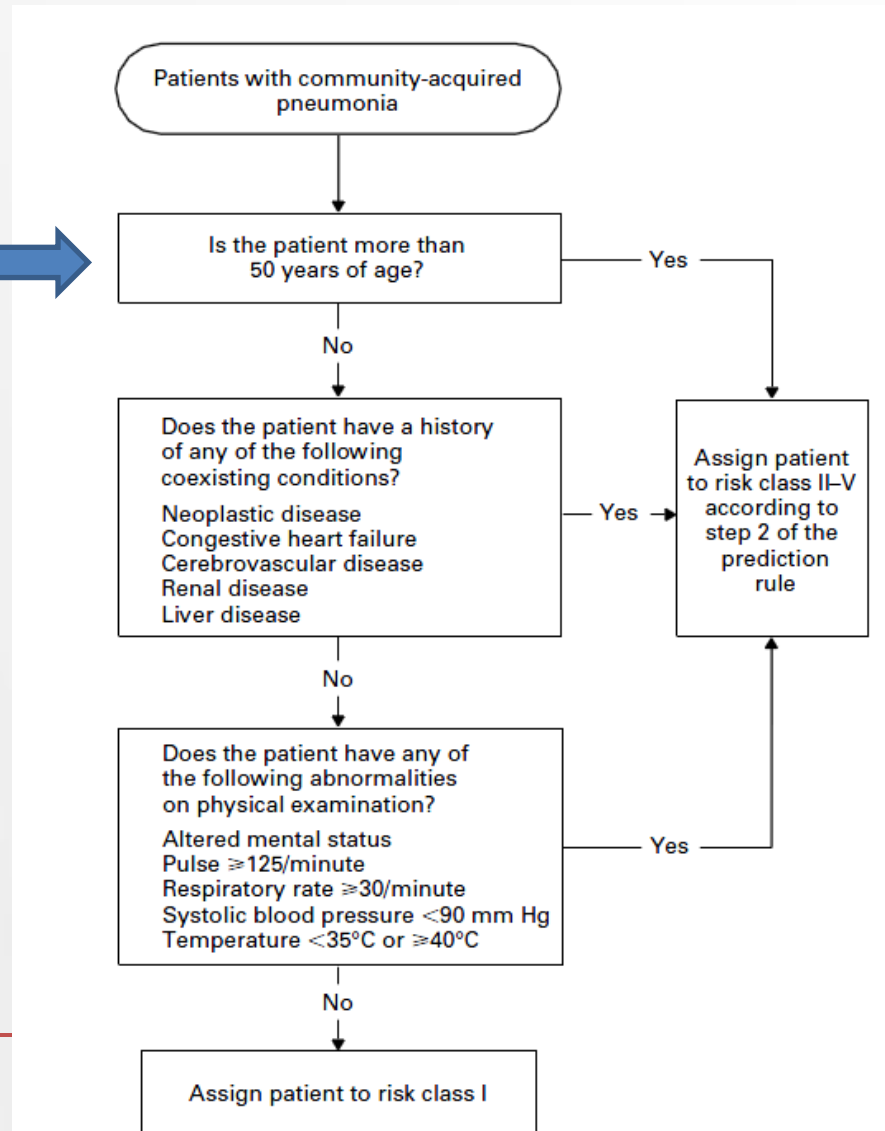 Patients with community-acquired
pneumonia
Is the patient more than
50 years of age?
Yes
No
Does the patient have a history
of any of the following
coexisting conditions?
Neoplastic disease
Congestive heart failure
Cerebrovascular disease
Renal disease
Liver disease
Yes
Assign patient
to risk class II–V
according to
step 2 of the
prediction
rule
No
Does the patient have any of
the following abnormalities
on physical examination?
Altered mental status
Pulse ⩾125/minute
Respiratory rate ⩾30/minute
Systolic blood pressure <90 mm Hg
Temperature <35°C or ⩾40°C
Yes
No
Assign patient to risk class I